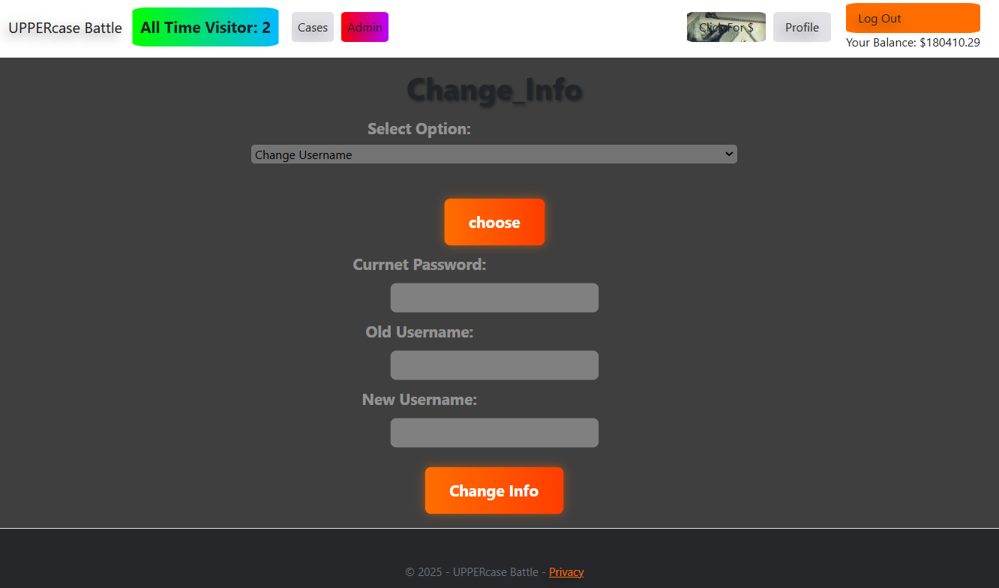 UPPERcase Battle
All Time Visitor: 2
Cases
Admin
Click For $
Profile
Log Out
Your Balance: $180410.29
Change_Info
Select Option:
Change Username
choose
Currnet Password:
Old Username:
New Username:
Change Info
© 2025 - UPPERcase Battle - Privacy